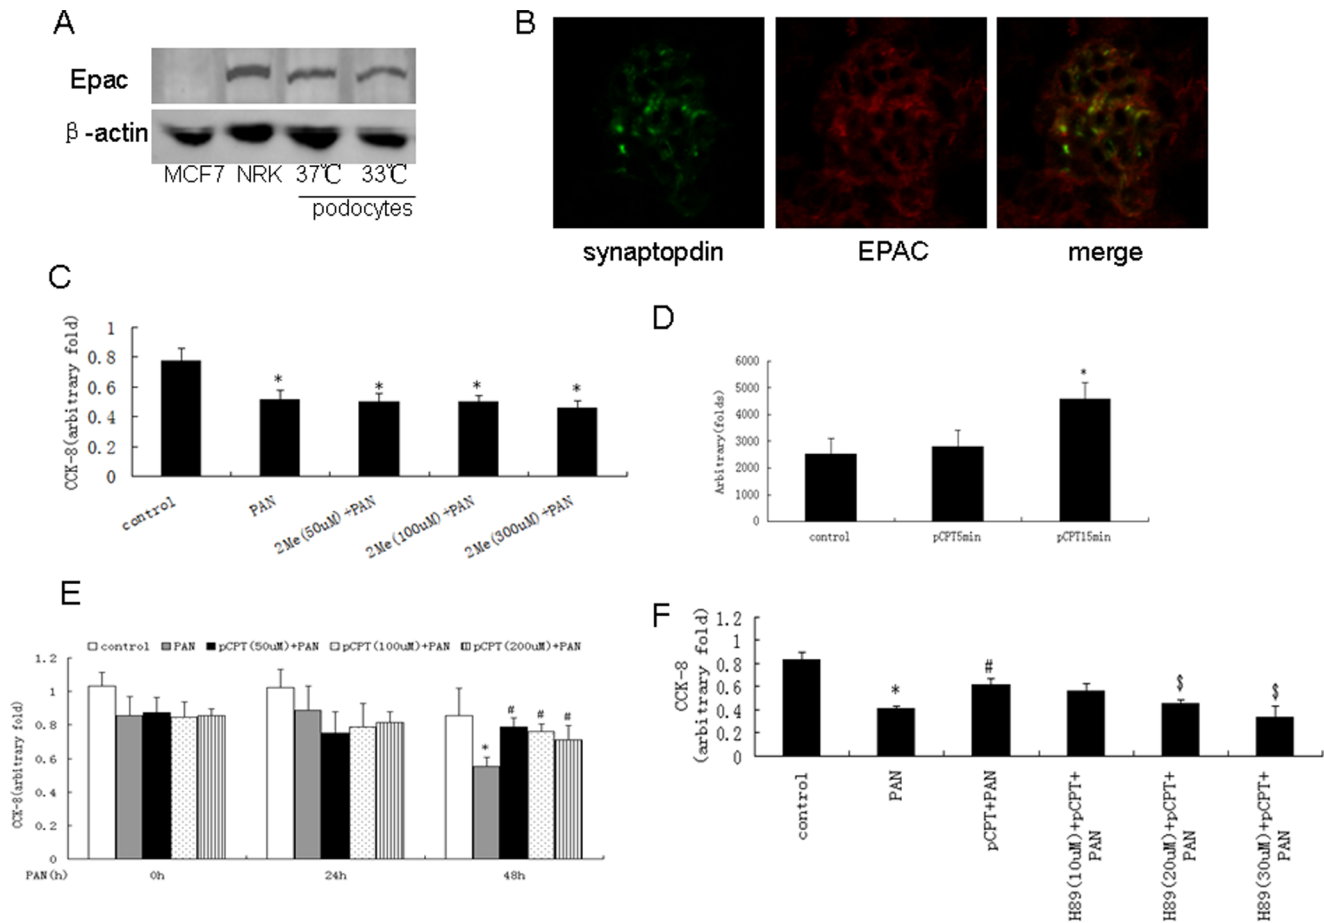 A
Epac
β-actin
MCF7 NRK 37℃ 33℃
podocytes
B
synaptopdin EPAC merge
C
CCK-8(arbitrary fold)
1
0.8
0.6
0.4
0.2
0
* * * *
control PAN 2Me(50uM)+PAN 2Me(100uM)+PAN 2Me(300uM)+PAN
D
Arbitrary(folds)
6000
5000
4000
3000
2000
1000
0
*
control pCPT5min pCPT15min
E
control PAN pCPT(50uM)+PAN pCPT(100uM)+PAN pCPT(200uM)+PAN
CCK-8(arbitrary fold)
1.2
1
0.8
0.6
0.4
0.2
0
* # # #
PAN(h) 0h 24h 48h
F
CCK-8
(arbitrary fold)
1.2
1
0.8
0.6
0.4
0.2
0
* # $ $
control
PAN
pCPT+PAN
H89(10uM)+pCPT+
PAN
H89(20uM)+pCPT+
PAN
H89(30uM)+pCPT+
PAN